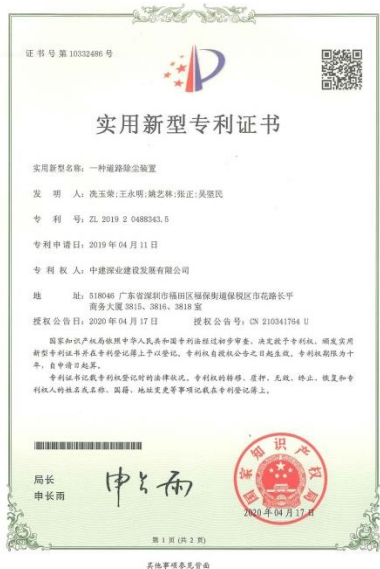 证书号第10332486号
实用新型专利证书
实用新型名称：一种道路除尘装置
发明人：冼玉荣;王永明;姚艺林;张正;吴坚民
专利号：ZL 2019 2 0488343.5
专利申请日：2019年04月11日
专利权人：中建深业建设发展有限公司
地址：518046 广东省深圳市福田区福保街道保税区市花路长平
商务大厦3815、3816、3818室
授权公告日：2020年04月17日 授权公告号：CN 210341764 U
国家知识产权局依照中华人民共和国专利法经过初步审查，决定授予专利权，颁发实用
新型专利证书并在专利登记簿上予以登记。专利权自授权公告之日起生效。专利权期限为十
年，自申请日起算。
专利证书记载专利权登记时的法律状况。专利权的转移、质押、无效、终止、恢复和专
利权人的姓名或名称、国籍、地址变更等事项记载在专利登记簿上。
局长
申长雨
申长雨
国家知识产权局
2020年04月17日
第 1 页 (共 2 页)
其他事项参见背面